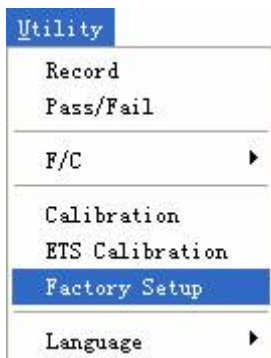 Utility
Record
Pass/Fail
F/C
Calibration
ETS Calibration
Factory Setup
Language